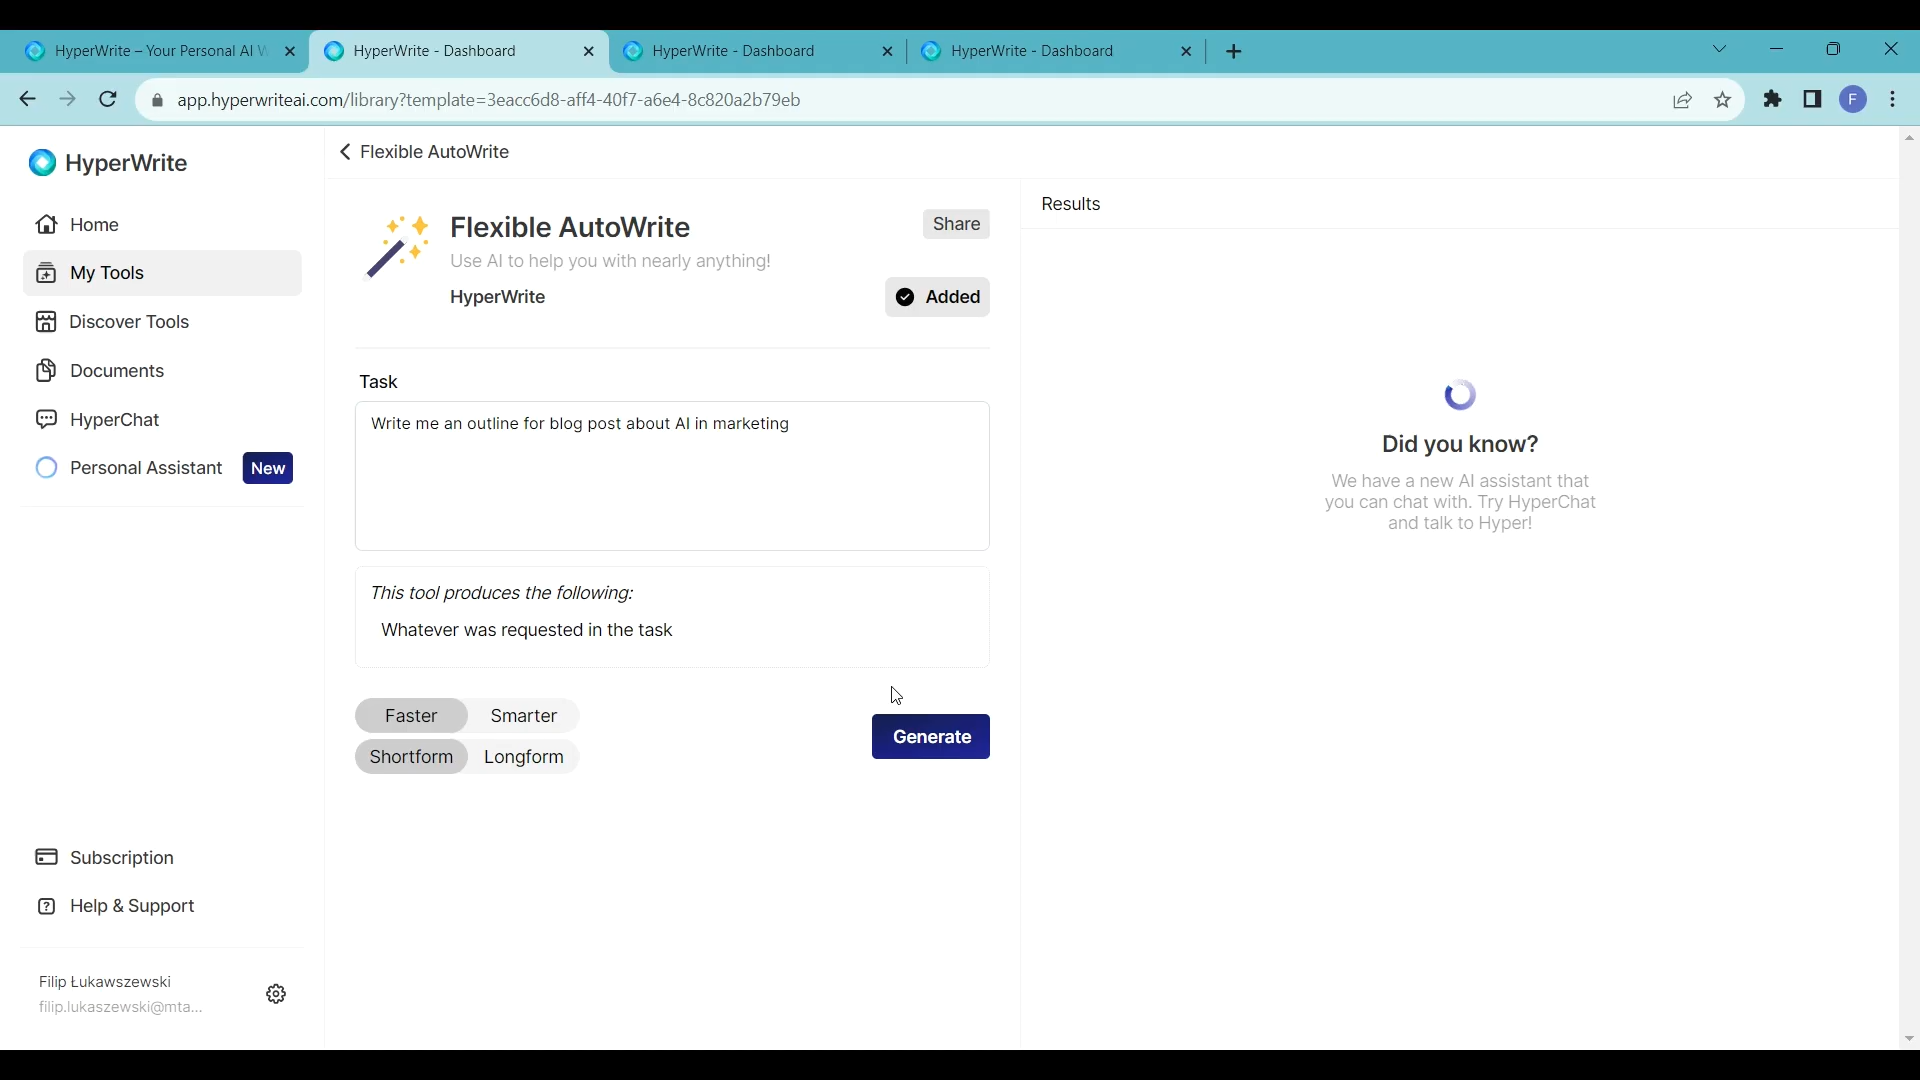 HyperWrite – Your Personal AI W
HyperWrite - Dashboard
HyperWrite - Dashboard
HyperWrite - Dashboard
app.hyperwriteai.com/library?template=3eacc6d8-aff4-40f7-a6e4-8c820a2b79eb
F
HyperWrite
Home
My Tools
Discover Tools
Documents
HyperChat
Personal Assistant New
Subscription
Help & Support
Filip Łukawszewski
filip.lukaszewski@mta...
Flexible AutoWrite
Flexible AutoWrite
Share
Use AI to help you with nearly anything!
HyperWrite
Added
Task
Write me an outline for blog post about AI in marketing
This tool produces the following:
Whatever was requested in the task
Faster Smarter
Shortform Longform
Generate
Results
Did you know?
We have a new AI assistant that
you can chat with. Try HyperChat
and talk to Hyper!